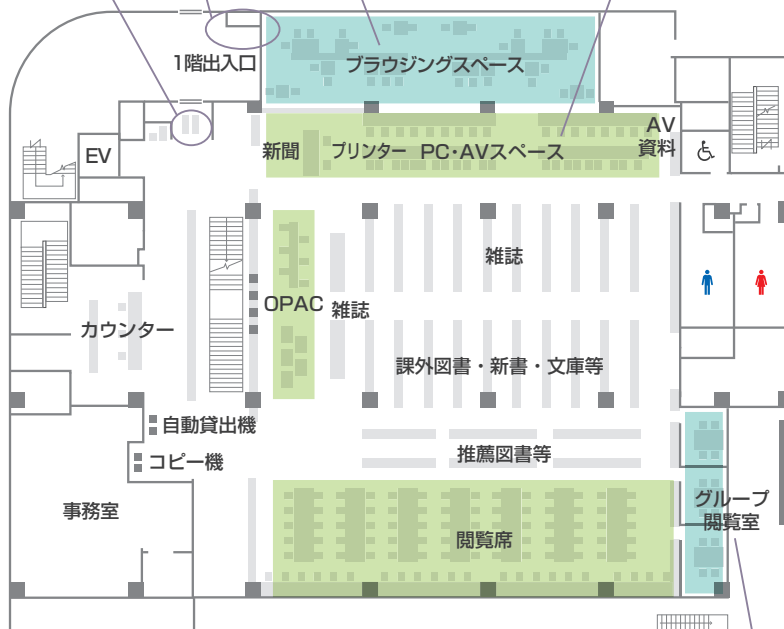 1階出入口
ブラウジングスペース
EV
新聞
プリンター
PC・AVスペース
AV
資料
雑誌
OPAC
雑誌
カウンター
課外図書・新書・文庫等
自動貸出機
コピー機
推薦図書等
事務室
閲覧席
グループ
閲覧室